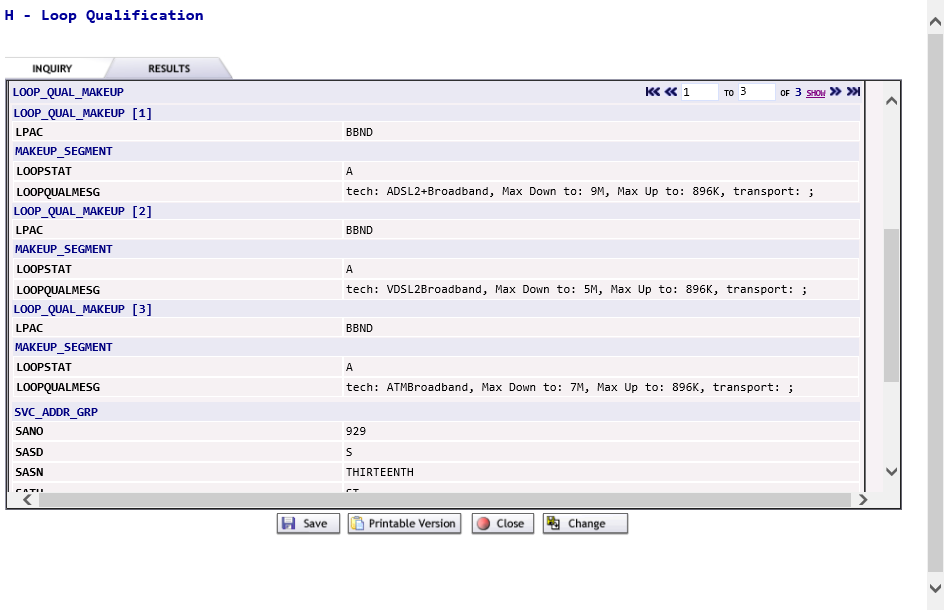 H - Loop Qualification
INQUIRY RESULTS
LOOP_QUAL_MAKEUP 1 TO 3 OF 3 SHOW
LOOP_QUAL_MAKEUP [1]
LPAC BBND
MAKEUP_SEGMENT
LOOPSTAT A
LOOPQUALMESG tech: ADSL2+Broadband, Max Down to: 9M, Max Up to: 896K, transport: ;
LOOP_QUAL_MAKEUP [2]
LPAC BBND
MAKEUP_SEGMENT
LOOPSTAT A
LOOPQUALMESG tech: VDSL2Broadband, Max Down to: 5M, Max Up to: 896K, transport: ;
LOOP_QUAL_MAKEUP [3]
LPAC BBND
MAKEUP_SEGMENT
LOOPSTAT A
LOOPQUALMESG tech: ATMBroadband, Max Down to: 7M, Max Up to: 896K, transport: ;
SVC_ADDR_GRP
SANO 929
SASD S
SASN THIRTEENTH
Save Printable Version Close Change